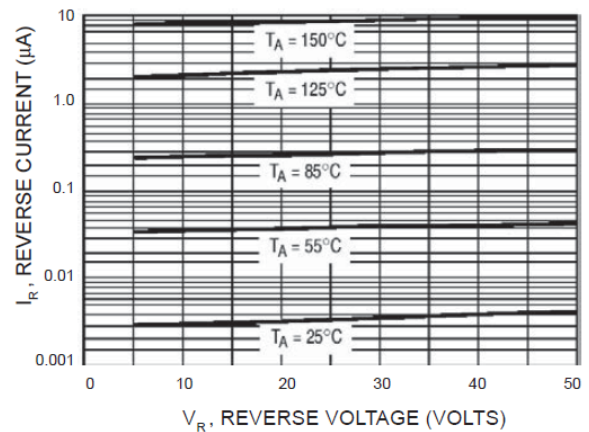 10
1.0
0.1
0.01
0.001
I_R, REVERSE CURRENT (μA)
T_A = 150°C
T_A = 125°C
T_A = 85°C
T_A = 55°C
T_A = 25°C
0 10 20 30 40 50
V_R, REVERSE VOLTAGE (VOLTS)